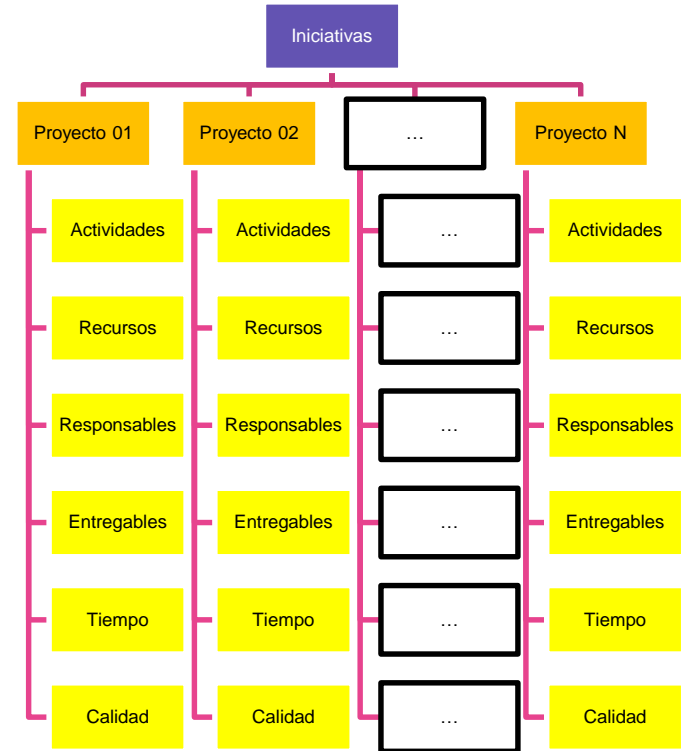 Iniciativas
Proyecto 01
Proyecto 02
…
Proyecto N
Actividades
Actividades
…
Actividades
Recursos
Recursos
…
Recursos
Responsables
Responsables
…
Responsables
Entregables
Entregables
…
Entregables
Tiempo
Tiempo
…
Tiempo
Calidad
Calidad
…
Calidad